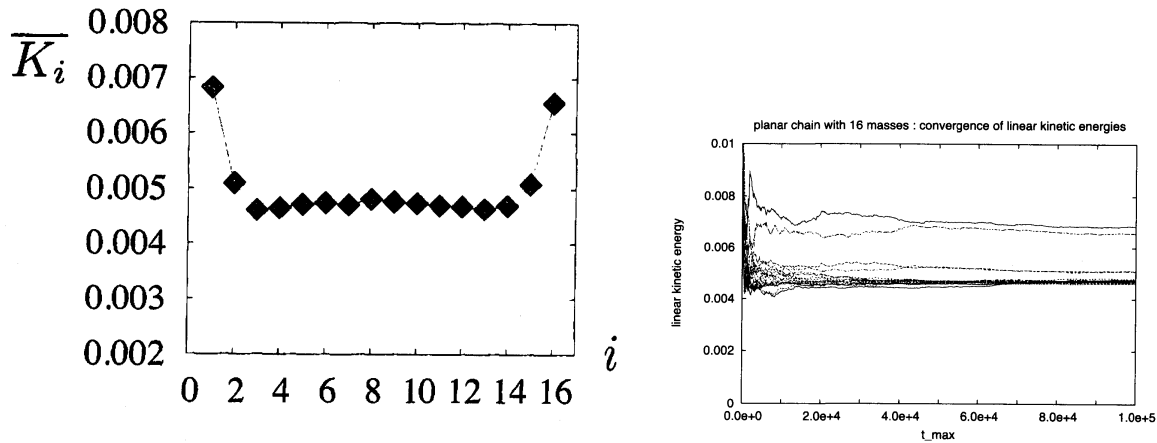 0.008
K̅ᵢ
0.007
0.006
0.005
0.004
0.003
0.002
0 2 4 6 8 10 12 14 16
i
planar chain with 16 masses : convergence of linear kinetic energies
0.01
0.008
0.006
0.004
0.002
0
linear kinetic energy
0.0e+0 2.0e+4 4.0e+4 6.0e+4 8.0e+4 1.0e+5
t_max